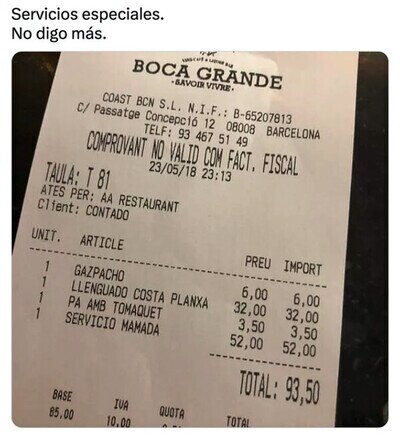 Servicios especiales.
No digo más.
BOCA GRANDE
·SAVOIR VIVRE·
COAST BCN S.L. N.I.F.: B-65207813
C/ Passatge Concepció 12 08008 BARCELONA
TELF: 93 467 51 49
COMPROVANT NO VALID COM FACT. FISCAL
23/05/18 23:13
TAULA: T 81
ATES PER: AA RESTAURANT
Client: CONTADO
UNIT. ARTICLE PREU IMPORT
1 GAZPACHO 6,00 6,00
1 LLENGUADO COSTA PLANXA 32,00 32,00
1 PA AMB TOMAQUET 3,50 3,50
1 SERVICIO MAMADA 52,00 52,00
TOTAL: 93,50
BASE IVA QUOTA TOTAL
85,00 10,00